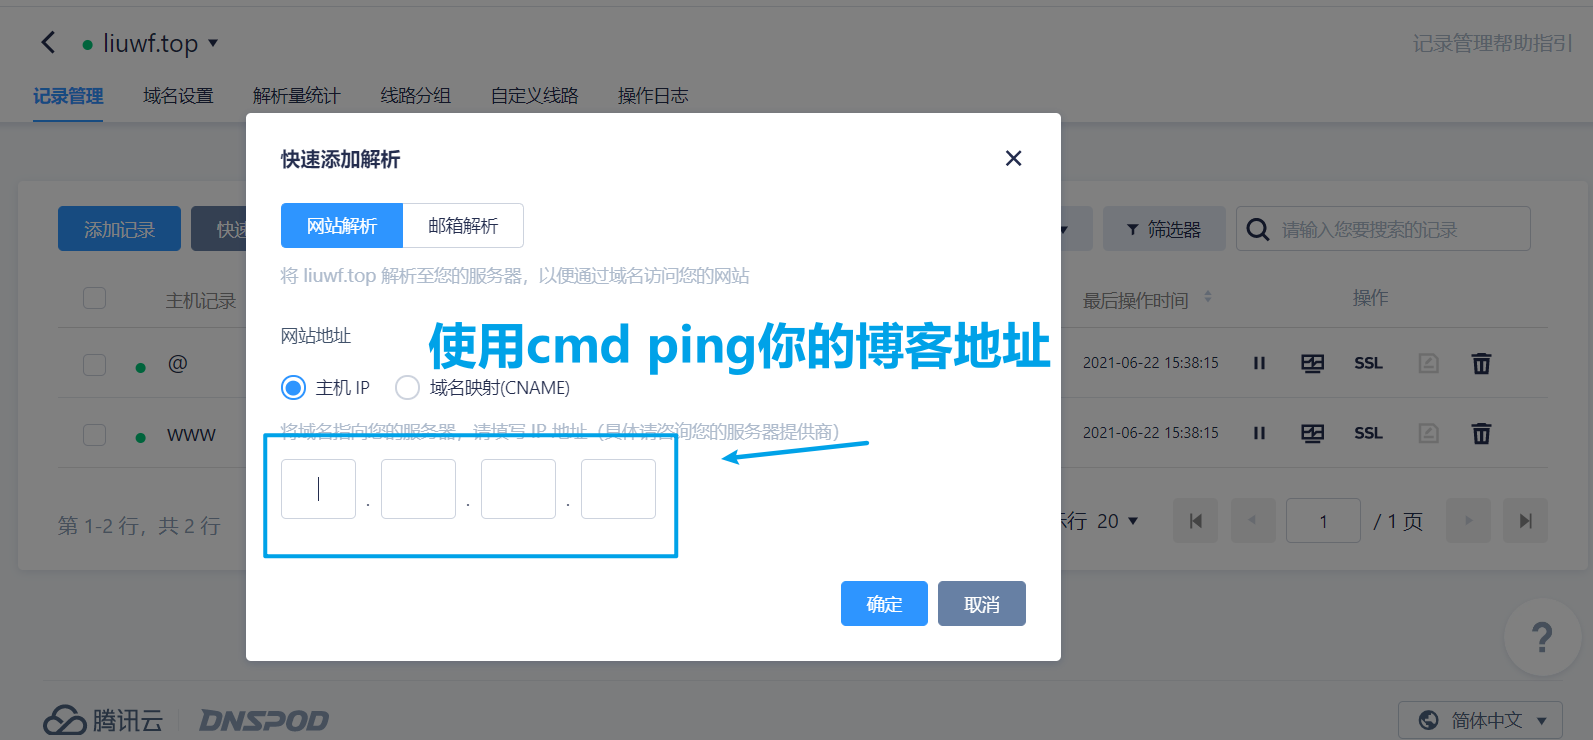 liuwf.top
记录管理帮助指引
记录管理 域名设置 解析量统计 线路分组 自定义线路 操作日志
快速添加解析
网站解析 邮箱解析
添加记录 快速 筛选器 请输入您要搜索的记录
将 liuwf.top 解析至您的服务器，以便通过域名访问您的网站
主机记录 最后操作时间 操作
网站地址
使用cmd ping你的博客地址
@ 2021-06-22 15:38:15 SSL
主机 IP 域名映射(CNAME)
将域名指向您的服务器，请填写 IP 地址（具体请咨询您的服务器提供商）
www 2021-06-22 15:38:15 SSL
. . .
第 1-2 行，共 2 行 行 20 1 / 1 页
确定 取消
?
腾讯云 DNSPOD 简体中文